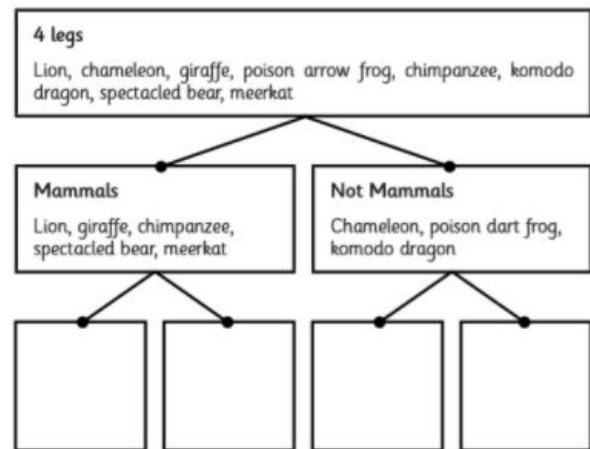 4 legs
Lion, chameleon, giraffe, poison arrow frog, chimpanzee, komodo
dragon, spectacled bear, meerkat
Mammals
Lion, giraffe, chimpanzee,
spectacled bear, meerkat
Not Mammals
Chameleon, poison dart frog,
komodo dragon